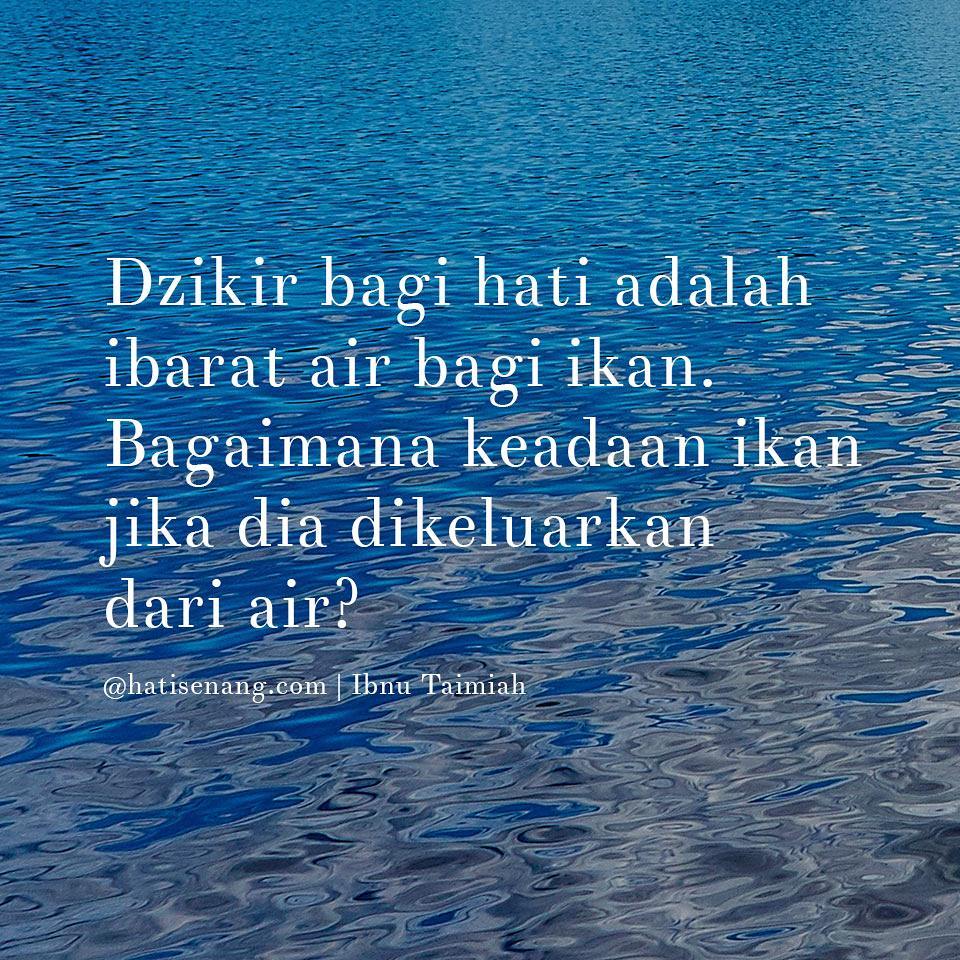 Dzikir bagi hati adalah
ibarat air bagi ikan.
Bagaimana keadaan ikan
jika dia dikeluarkan
dari air?
@hatisenang.com | Ibnu Taimiah